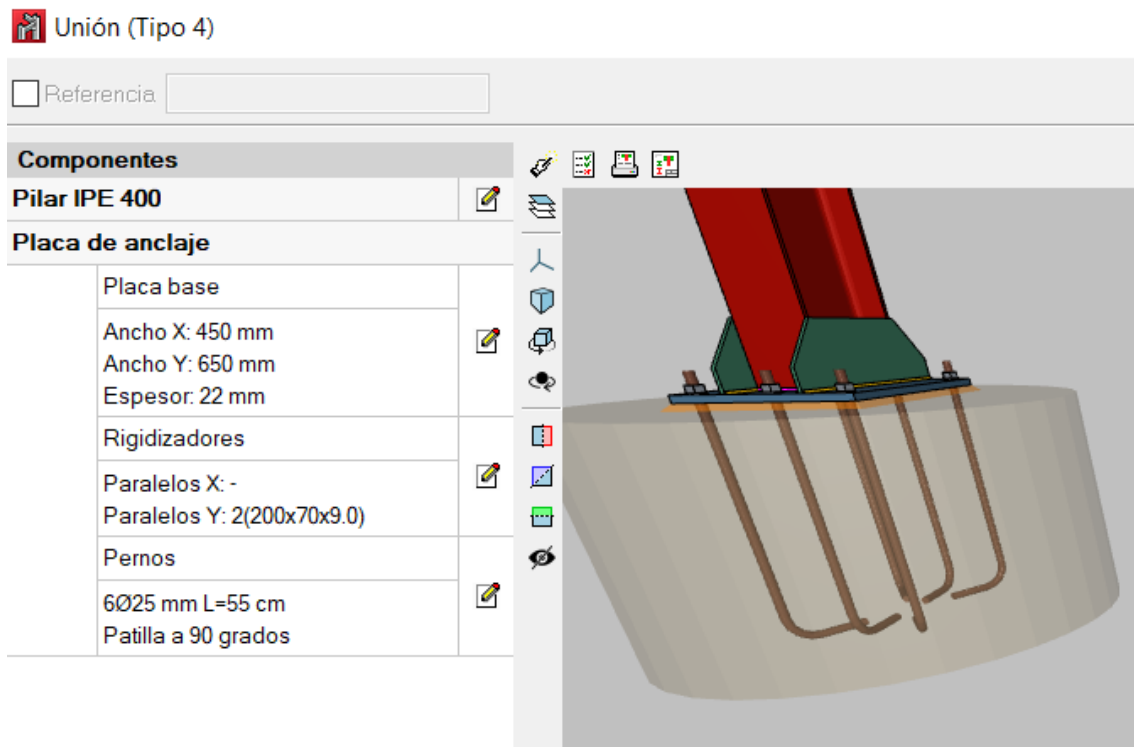 Unión (Tipo 4)
Referencia
Componentes
Pilar IPE 400
Placa de anclaje
Placa base
Ancho X: 450 mm
Ancho Y: 650 mm
Espesor: 22 mm
Rigidizadores
Paralelos X: -
Paralelos Y: 2(200x70x9.0)
Pernos
6Ø25 mm L=55 cm
Patilla a 90 grados